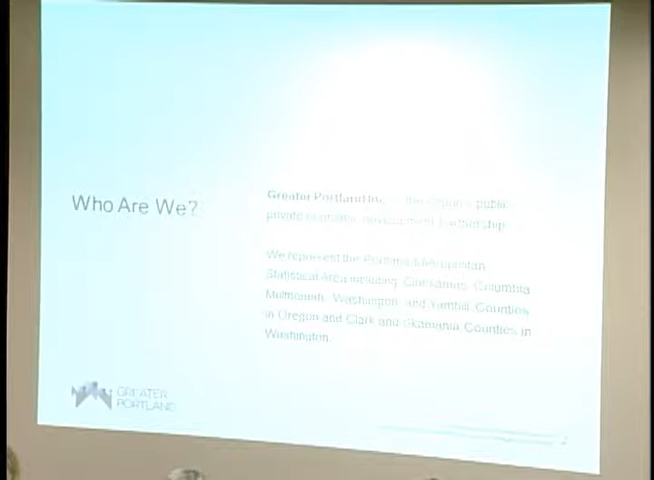 Who Are We?
Greater Portland Inc. is the region's public-
private economic development partnership.
We represent the Portland Metropolitan
Statistical Area including Clackamas, Columbia
Multnomah, Washington, and Yamhill Counties
in Oregon and Clark and Skamania Counties in
Washington.
GREATER
PORTLAND